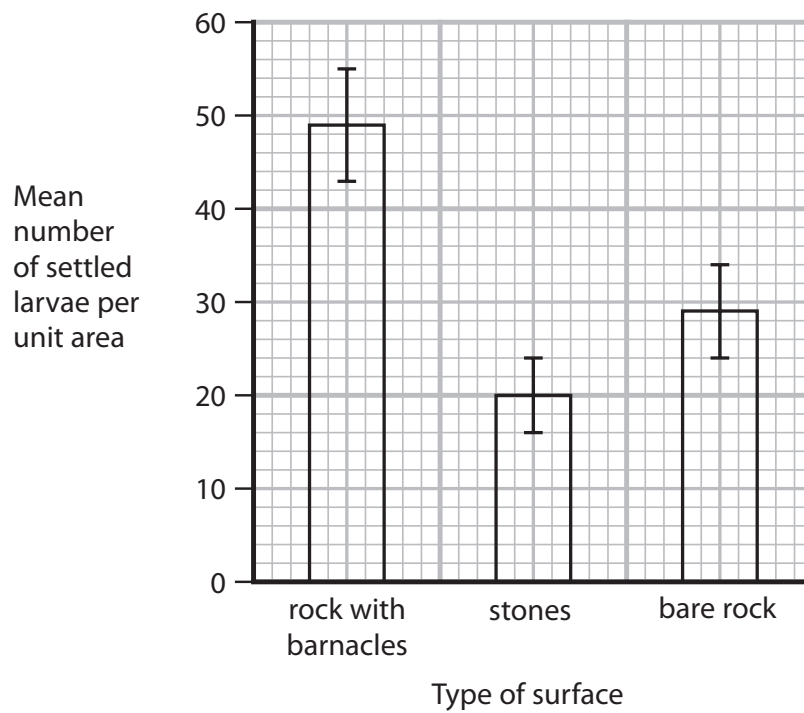 60
50
40
30
20
10
0
Mean
number
of settled
larvae per
unit area
rock with
barnacles
stones
bare rock
Type of surface